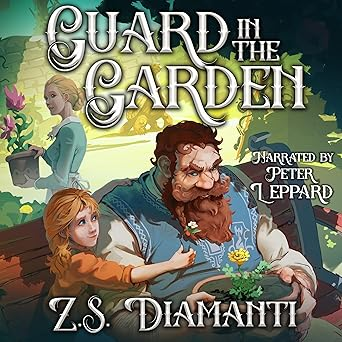 GUARD IN
THE
GARDEN
NARRATED BY
PETER
LEPPARD
Z.S. DIAMANTI